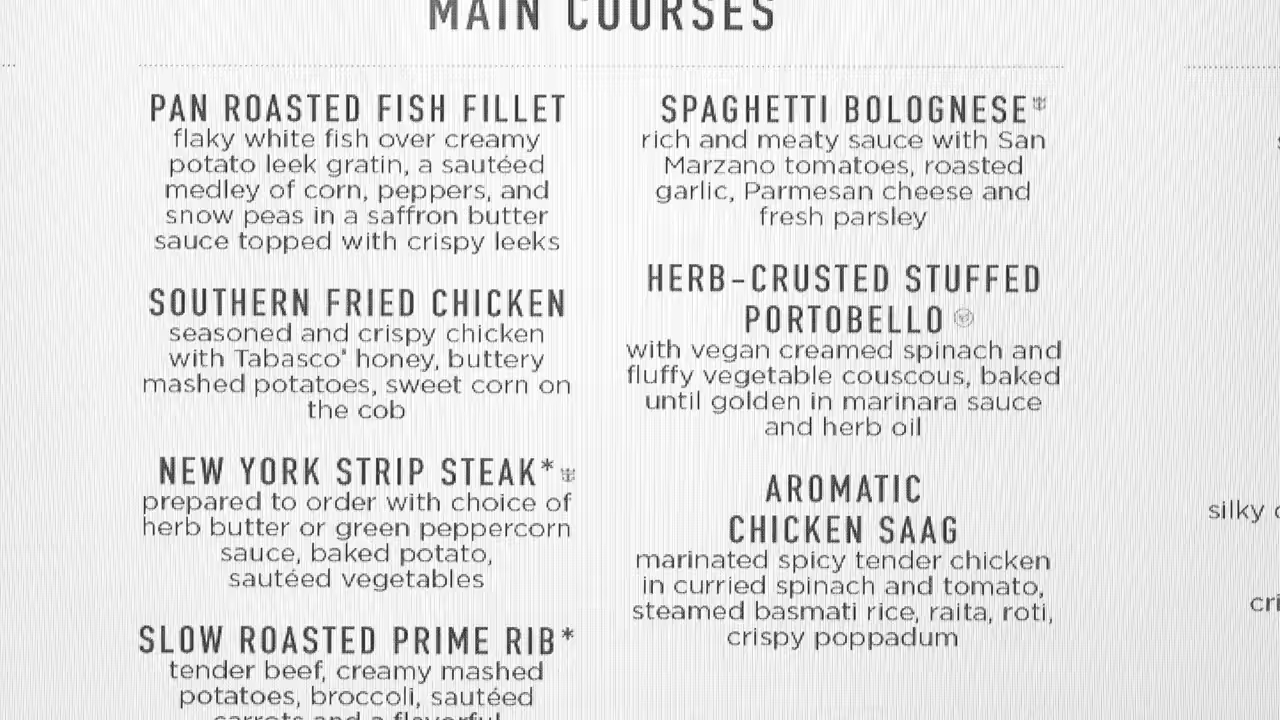 MAIN COURSES
PAN ROASTED FISH FILLET
flaky white fish over creamy
potato leek gratin, a sautéed
medley of corn, peppers, and
snow peas in a saffron butter
sauce topped with crispy leeks
SOUTHERN FRIED CHICKEN
seasoned and crispy chicken
with Tabasco® honey, buttery
mashed potatoes, sweet corn on
the cob
NEW YORK STRIP STEAK*
prepared to order with choice of
herb butter or green peppercorn
sauce, baked potato,
sautéed vegetables
SLOW ROASTED PRIME RIB*
tender beef, creamy mashed
potatoes, broccoli, sautéed
carrots and a flavorful
SPAGHETTI BOLOGNESE
rich and meaty sauce with San
Marzano tomatoes, roasted
garlic, Parmesan cheese and
fresh parsley
HERB-CRUSTED STUFFED
PORTOBELLO
with vegan creamed spinach and
fluffy vegetable couscous, baked
until golden in marinara sauce
and herb oil
AROMATIC
CHICKEN SAAG
marinated spicy tender chicken
in curried spinach and tomato,
steamed basmati rice, raita, roti,
crispy poppadum
silky